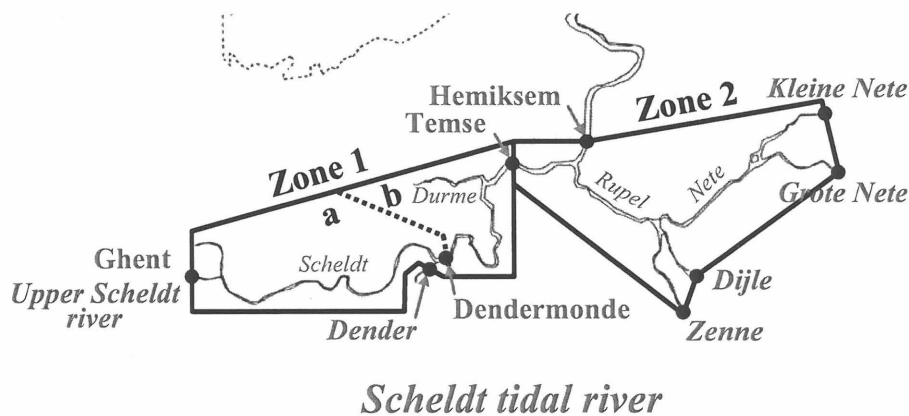 Kleine Nete
Hemiksem
Zone 2
Temse
Zone 1
b
a
Durme
Rupel
Nete
Grote Nete
Ghent
Upper Scheldt
river
Scheldt
Dijle
Dender
Dendermonde
Zenne
Scheldt tidal river